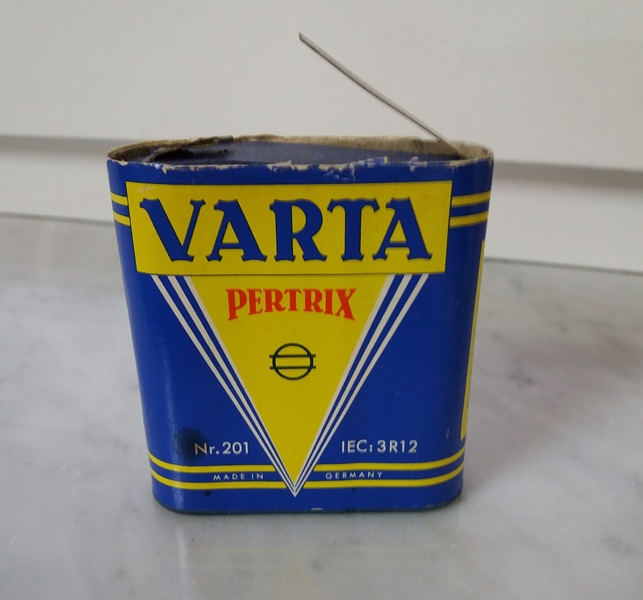 VARTA
PERTRIX
Nr. 201 IEC: 3R12
MADE IN GERMANY